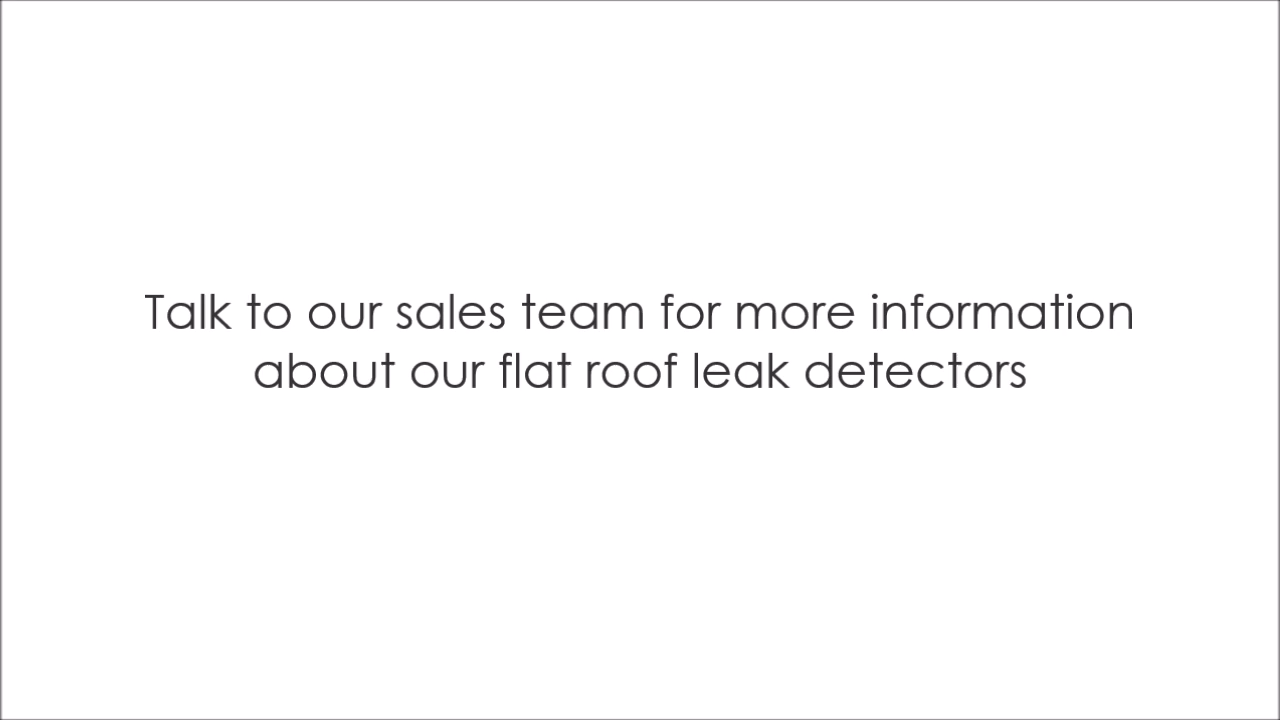 Talk to our sales team for more information
about our flat roof leak detectors